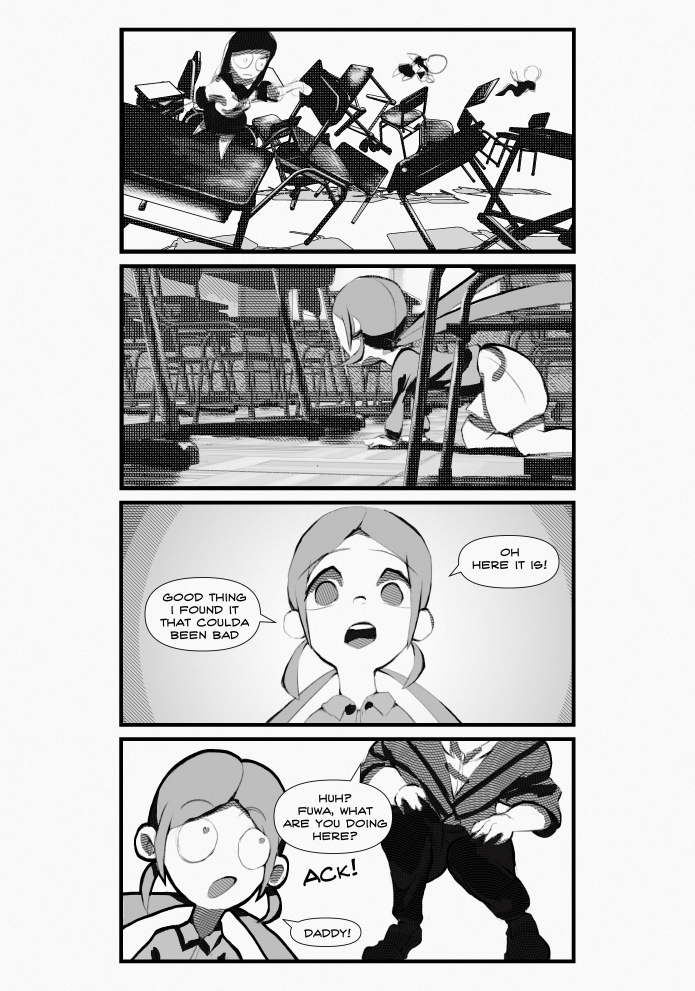 OH
HERE IT IS!
GOOD THING
I FOUND IT
THAT COULDA
BEEN BAD
HUH?
FUWA, WHAT
ARE YOU DOING
HERE?
ACK!
DADDY!